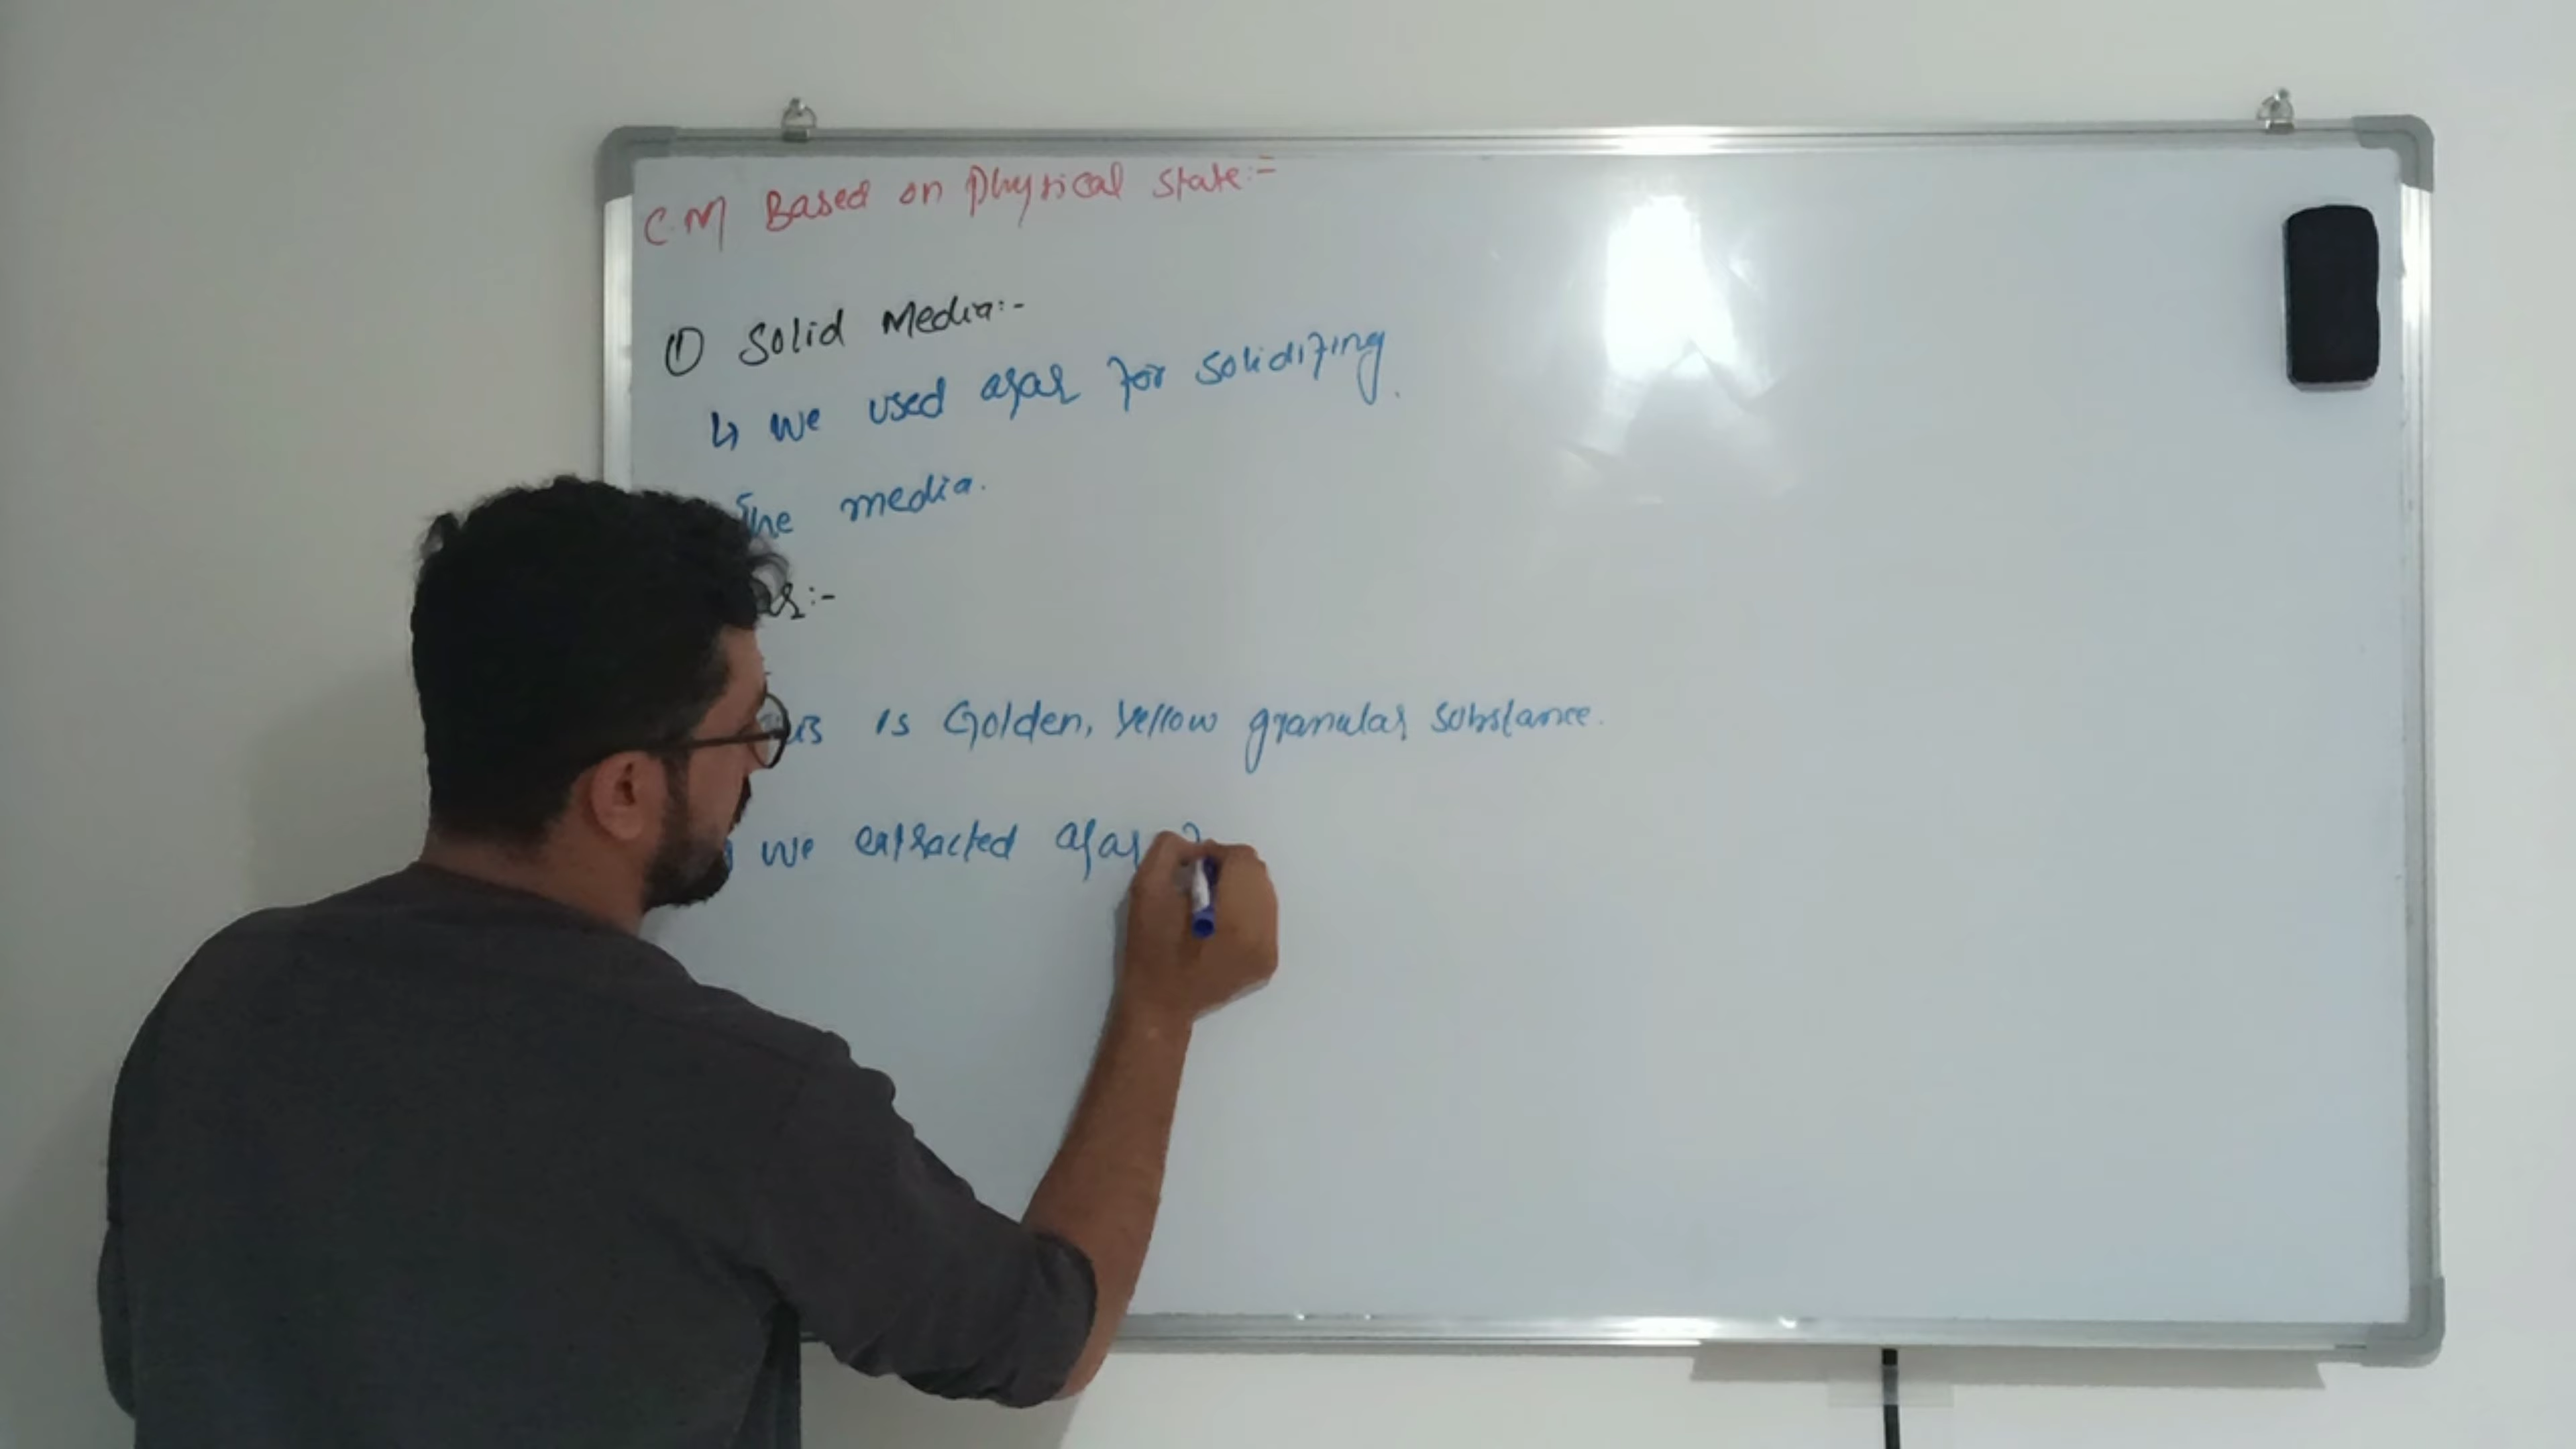 C.M Based on Physical State:-
① Solid Media:-
↳ We used agar for solidifing
The media.
is Golden, Yellow granular substance.
We extracted agar